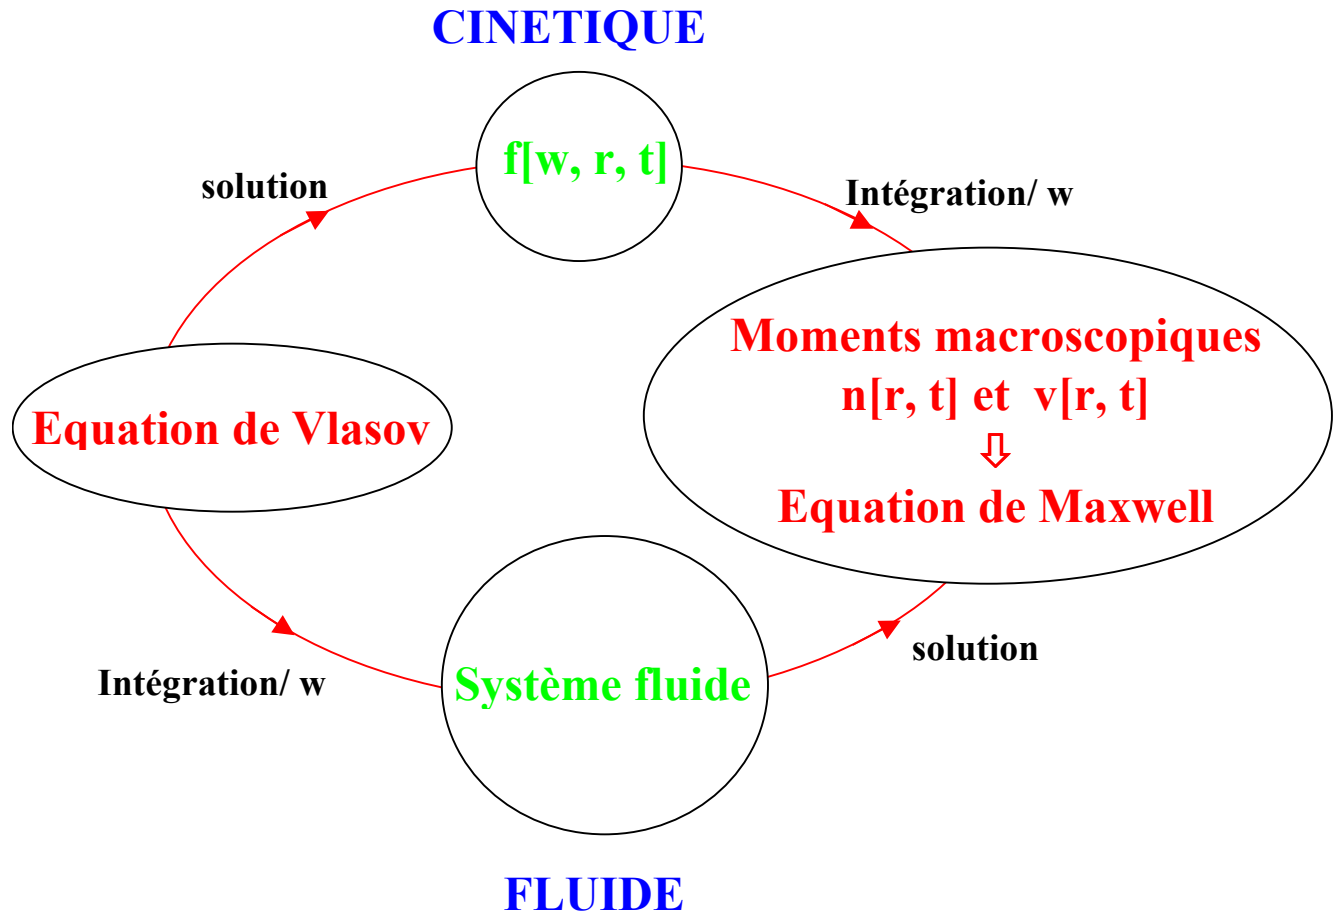 CINETIQUE
f[w, r, t]
solution
Intégration/ w
Moments macroscopiques
n[r, t] et v[r, t]
Equation de Vlasov
Equation de Maxwell
solution
Intégration/ w
Système fluide
FLUIDE